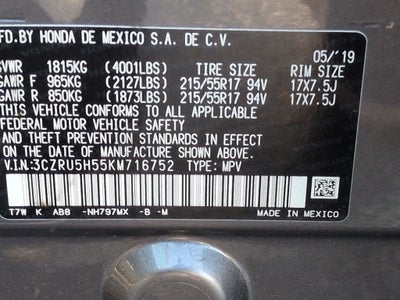 MFD.BY HONDA DE MEXICO S.A. DE C.V.
05/'19
GVWR 1815KG (4001LBS) TIRE SIZE RIM SIZE
GAWR F 965KG (2127LBS) 215/55R17 94V 17X7.5J
GAWR R 850KG (1873LBS) 215/55R17 94V 17X7.5J
THIS VEHICLE CONFORMS TO ALL APPLICABLE
FEDERAL MOTOR VEHICLE SAFETY, BUMPER,
AND THEFT PREVENTION STANDARDS IN EFFECT
ON THE DATE OF MANUFACTURE SHOWN ABOVE.
V.I.N:3CZRU5H55KM716752 TYPE: MPV
T7W K AB8 -NH797MX -B -M MADE IN MEXICO